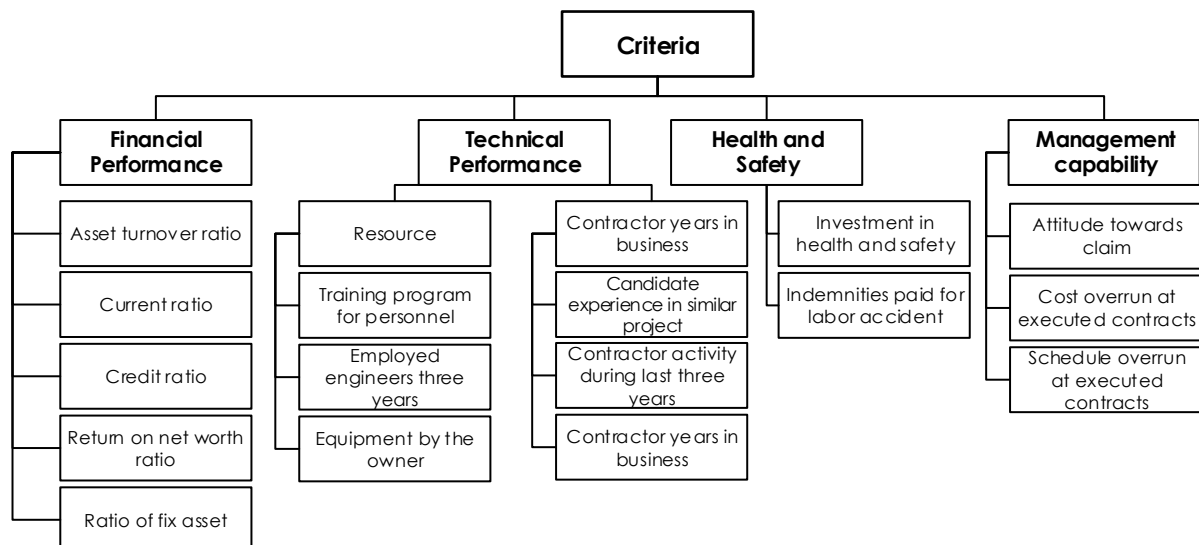 Criteria
Financial
Performance
Technical
Performance
Health and
Safety
Management
capability
Asset turnover ratio
Current ratio
Credit ratio
Return on net worth
ratio
Ratio of fix asset
Resource
Training program
for personnel
Employed
engineers three
years
Equipment by the
owner
Contractor years in
business
Candidate
experience in similar
project
Contractor activity
during last three
years
Contractor years in
business
Investment in
health and safety
Indemnities paid for
labor accident
Attitude towards
claim
Cost overrun at
executed contracts
Schedule overrun
at executed
contracts